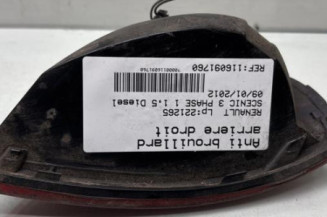 Anti brouillard
arriere droit
RENAULT Lp:221265
SCENIC 3 PHASE 1 1.5 Diesel
09/01/2012
T000011609176B
REF:116091760